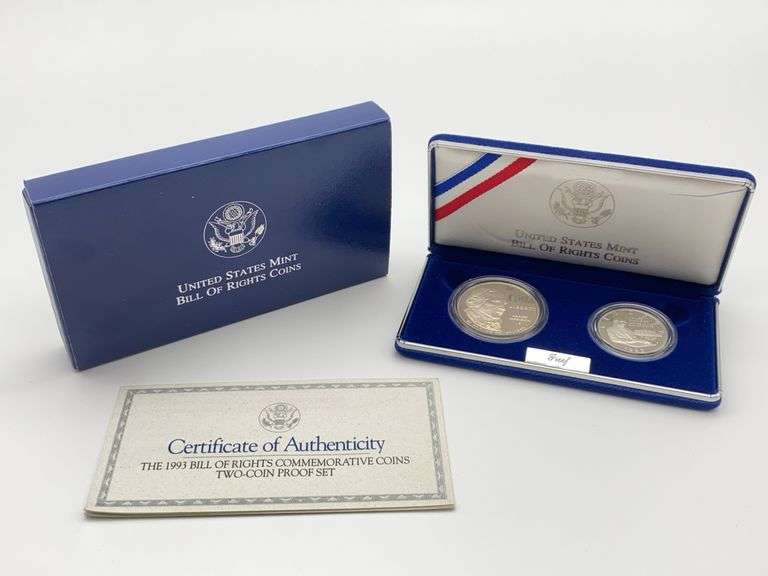 UNITED STATES MINT
BILL OF RIGHTS COINS
UNITED STATES MINT
BILL OF RIGHTS COINS
LIBERTY
Proof
Certificate of Authenticity
THE 1993 BILL OF RIGHTS COMMEMORATIVE COINS
TWO-COIN PROOF SET